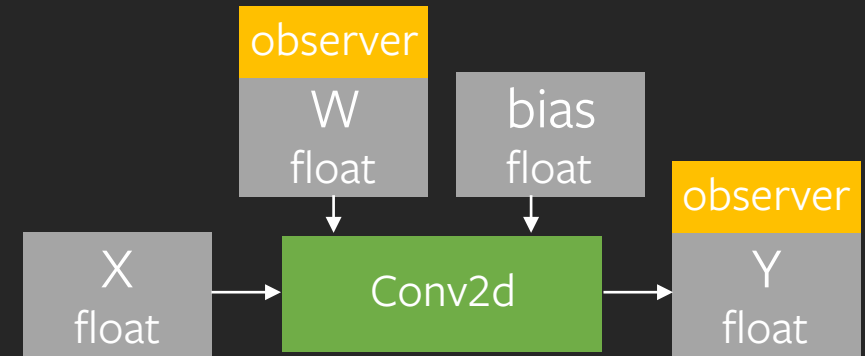 observer
W
float
bias
float
observer
X
float
Conv2d
Y
float